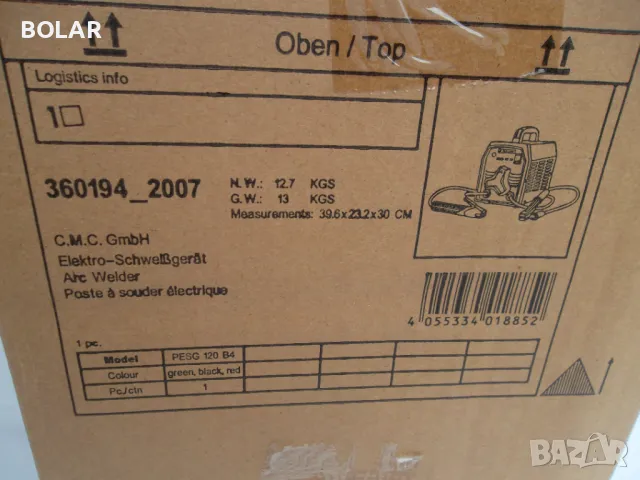 BOLAR
Oben / Top
Logistics info
1
360194_2007
N.W.: 12.7 KGS
G.W.: 13 KGS
Measurements: 39.6x23.2x30 CM
C.M.C. GmbH
Elektro-Schweißgerät
Arc Welder
Poste à souder électrique
4 055334 018852
1 pc.
Model PESG 120 B4
Colour green, black, red
Pc./ctn 1
BAZAR